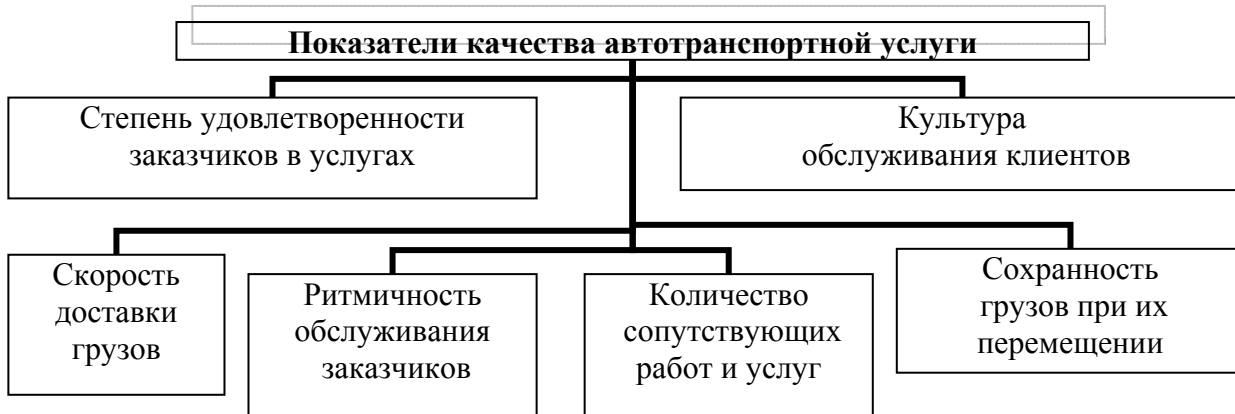 Показатели качества автотранспортной услуги
Степень удовлетворенности
заказчиков в услугах
Культура
обслуживания клиентов
Скорость
доставки
грузов
Ритмичность
обслуживания
заказчиков
Количество
сопутствующих
работ и услуг
Сохранность
грузов при их
перемещении